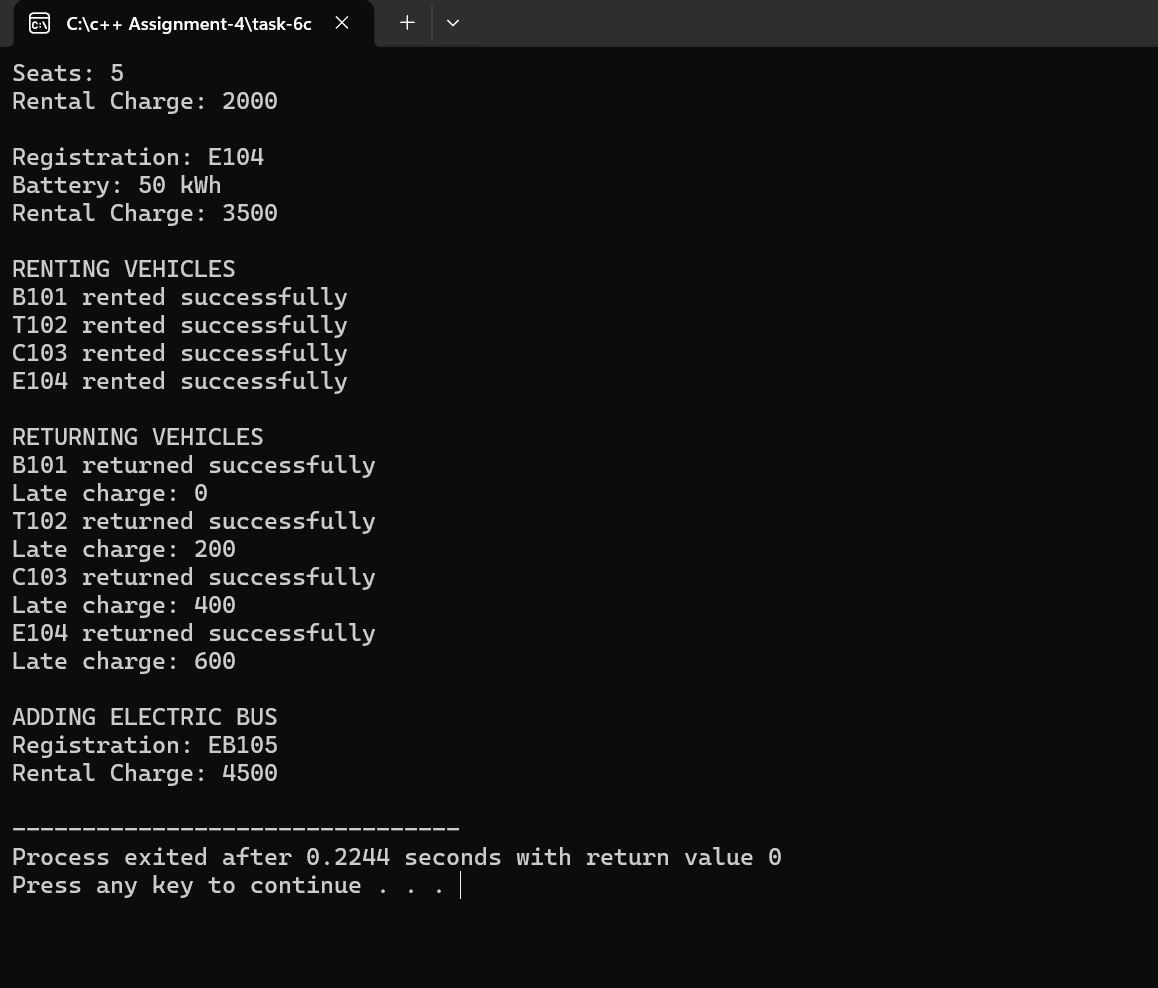 C:\c++ Assignment-4\task-6c
Seats: 5
Rental Charge: 2000
Registration: E104
Battery: 50 kWh
Rental Charge: 3500
RENTING VEHICLES
B101 rented successfully
T102 rented successfully
C103 rented successfully
E104 rented successfully
RETURNING VEHICLES
B101 returned successfully
Late charge: 0
T102 returned successfully
Late charge: 200
C103 returned successfully
Late charge: 400
E104 returned successfully
Late charge: 600
ADDING ELECTRIC BUS
Registration: EB105
Rental Charge: 4500
--------------------------------
Process exited after 0.2244 seconds with return value 0
Press any key to continue . . .